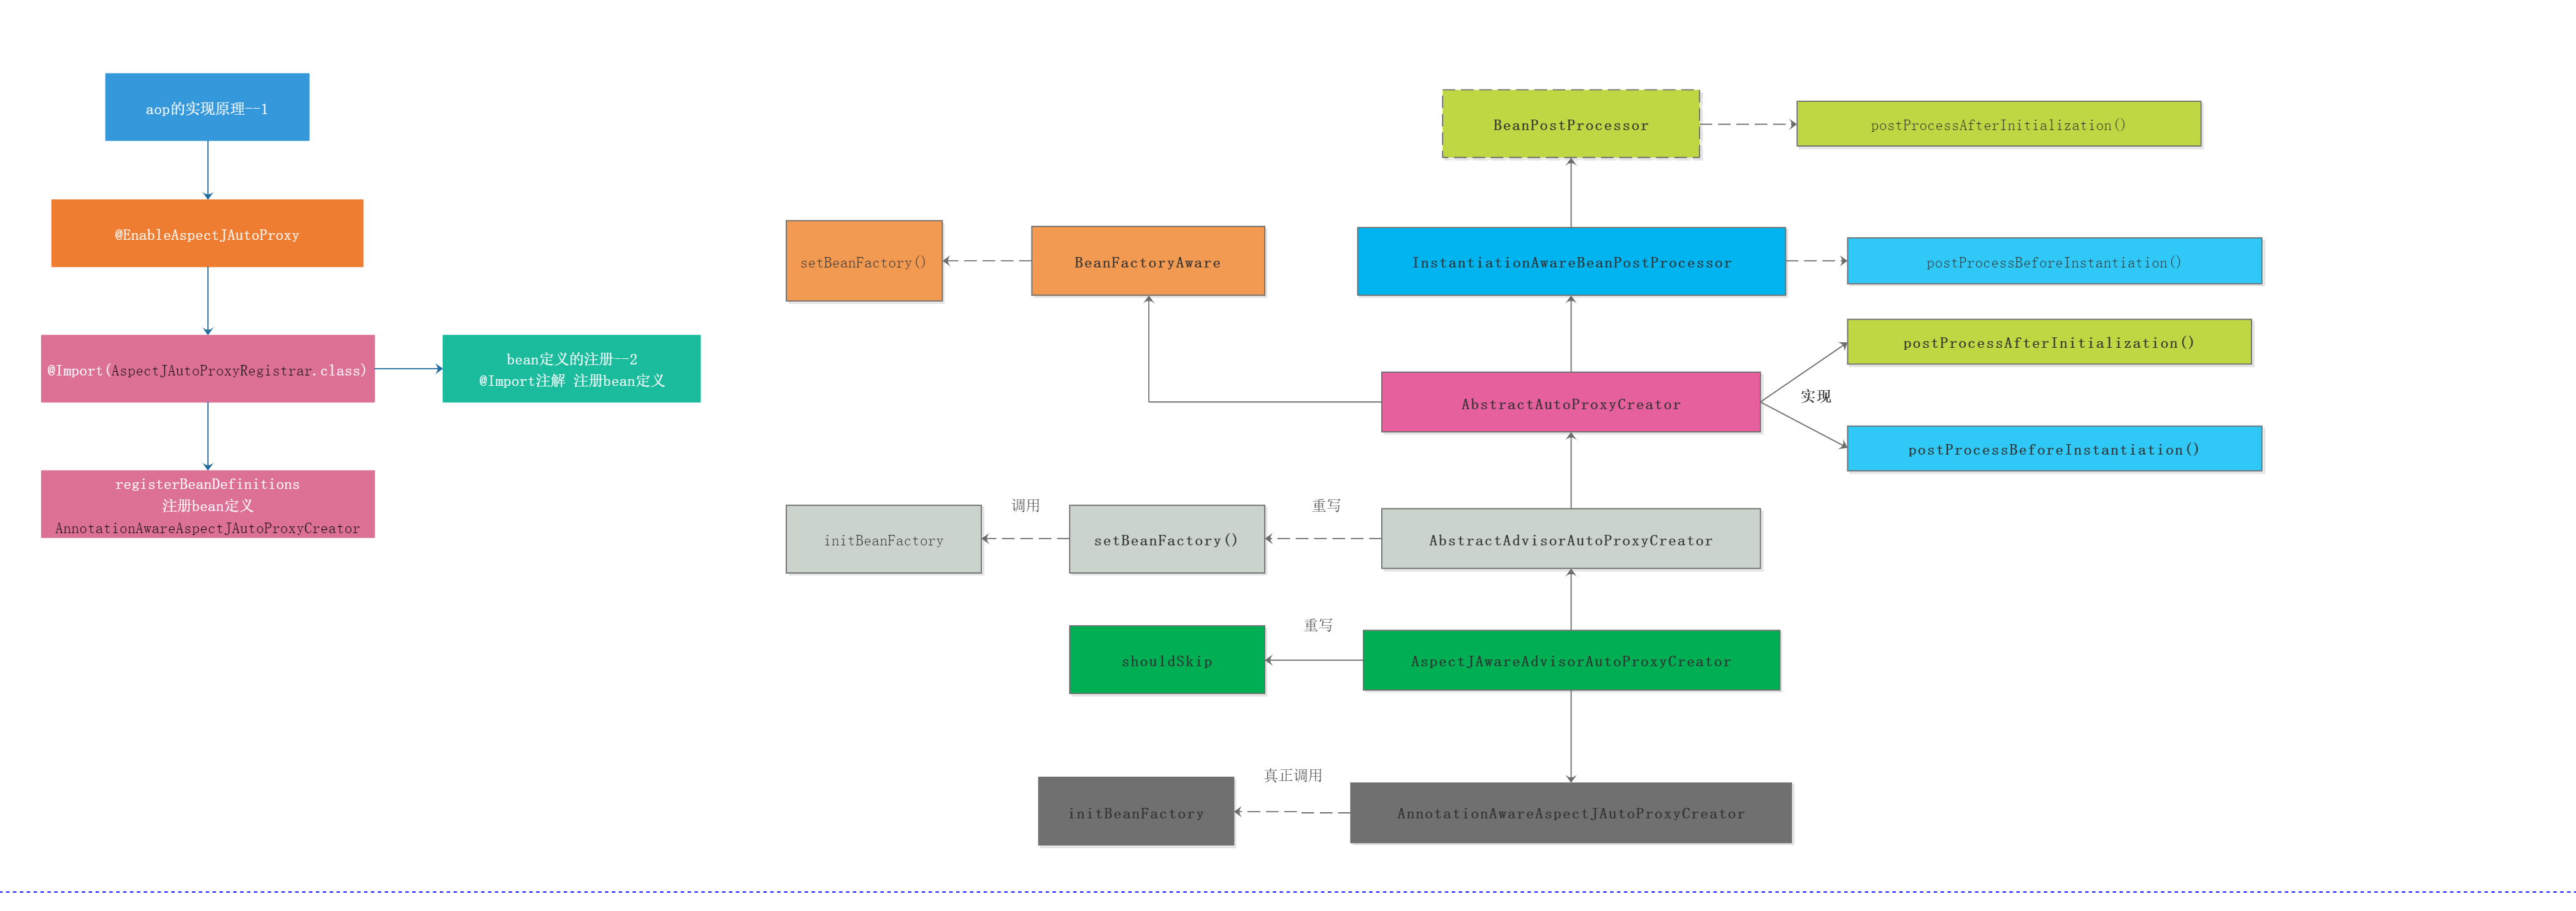 aop的实现原理--1
@EnableAspectJAutoProxy
@Import(AspectJAutoProxyRegistrar.class)
bean定义的注册--2
@Import注解 注册bean定义
registerBeanDefinitions
注册bean定义
AnnotationAwareAspectJAutoProxyCreator
BeanPostProcessor
postProcessAfterInitialization()
setBeanFactory()
BeanFactoryAware
InstantiationAwareBeanPostProcessor
postProcessBeforeInstantiation()
postProcessAfterInitialization()
实现
AbstractAutoProxyCreator
postProcessBeforeInstantiation()
调用
重写
initBeanFactory
setBeanFactory()
AbstractAdvisorAutoProxyCreator
重写
shouldSkip
AspectJAwareAdvisorAutoProxyCreator
真正调用
initBeanFactory
AnnotationAwareAspectJAutoProxyCreator